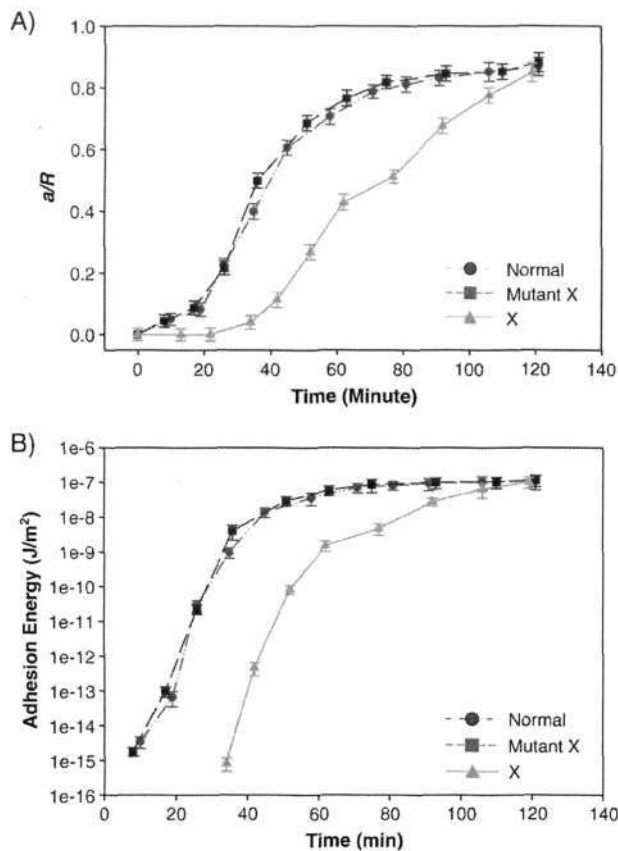 A)
1.0
0.8
0.6
0.4
0.2
0.0
a/R
Normal
Mutant X
X
0 20 40 60 80 100 120 140
Time (Minute)
B)
1e-6
1e-7
1e-8
1e-9
1e-10
1e-11
1e-12
1e-13
1e-14
1e-15
1e-16
Adhesion Energy (J/m²)
Normal
Mutant X
X
0 20 40 60 80 100 120 140
Time (min)